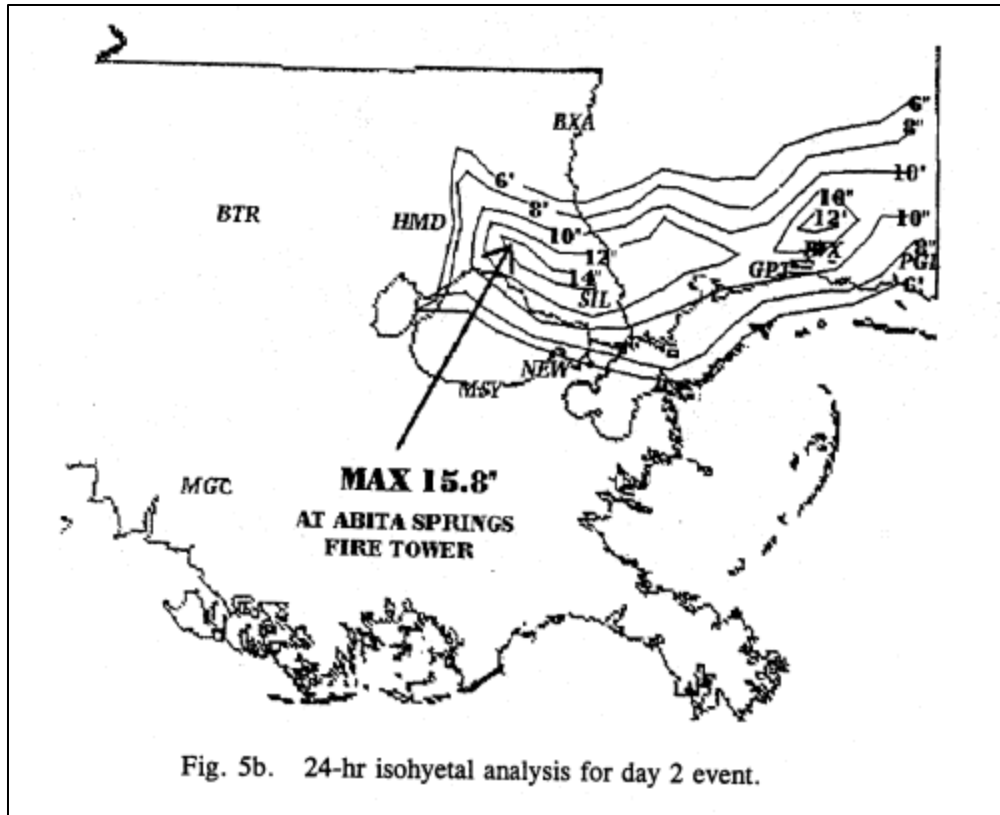 BXA
6"
8"
10"
6'
8"
10"
12"
14"
BTR
HMD
10"
12'
10"
8"
6'
GPT
PGL
SIL
NEW
MSY
MGC
MAX 15.8"
AT ABITA SPRINGS
FIRE TOWER
Fig. 5b. 24-hr isohyetal analysis for day 2 event.